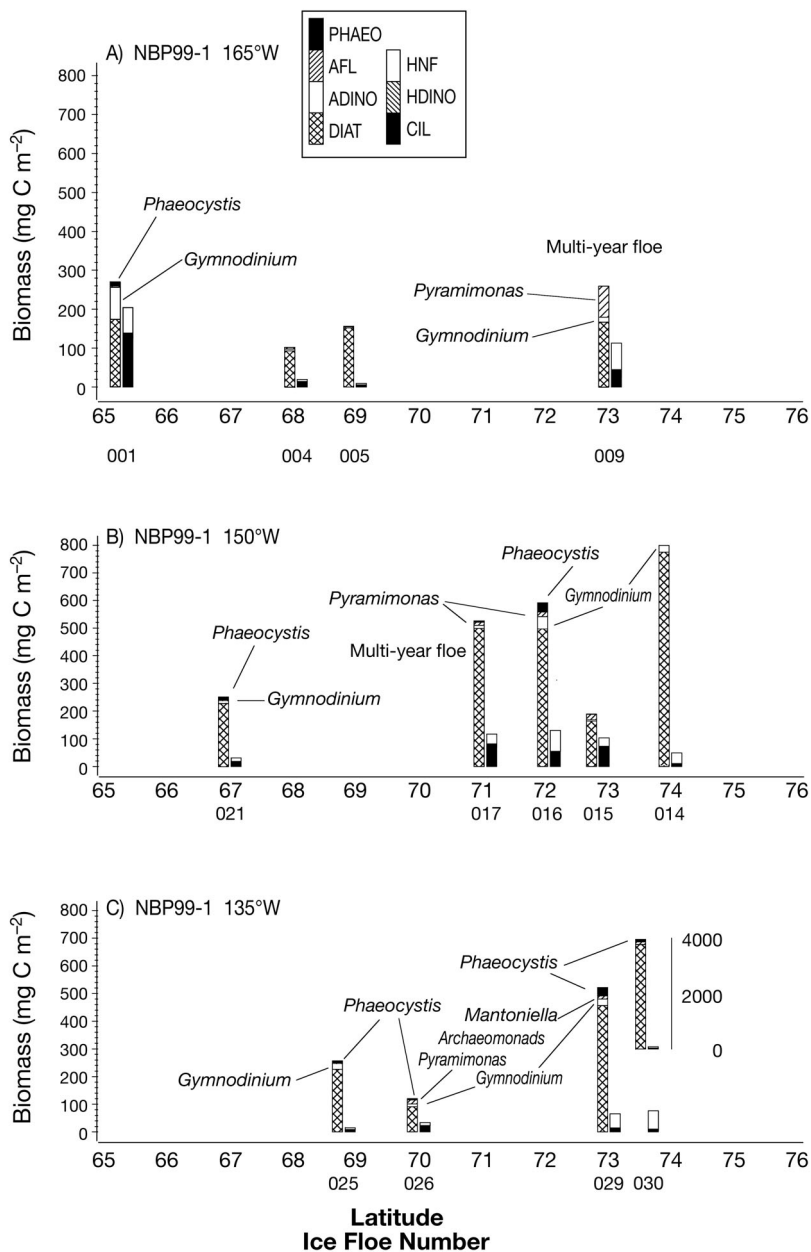 A) NBP99-1 165°W
PHAEO
AFL
ADINO
DIAT
HNF
HDINO
CIL
Biomass (mg C m⁻²)
800
700
600
500
400
300
200
100
0
Phaeocystis
Gymnodinium
Multi-year floe
Pyramimonas
Gymnodinium
65 66 67 68 69 70 71 72 73 74 75 76
001 004 005 009
B) NBP99-1 150°W
Biomass (mg C m⁻²)
800
700
600
500
400
300
200
100
0
Phaeocystis
Pyramimonas
Gymnodinium
Phaeocystis
Multi-year floe
Gymnodinium
65 66 67 68 69 70 71 72 73 74 75 76
021 017 016 015 014
C) NBP99-1 135°W
Biomass (mg C m⁻²)
800
700
600
500
400
300
200
100
0
4000
2000
0
Phaeocystis
Phaeocystis
Mantoniella
Archaeomonads
Pyramimonas
Gymnodinium
Gymnodinium
65 66 67 68 69 70 71 72 73 74 75 76
025 026 029 030
Latitude
Ice Floe Number